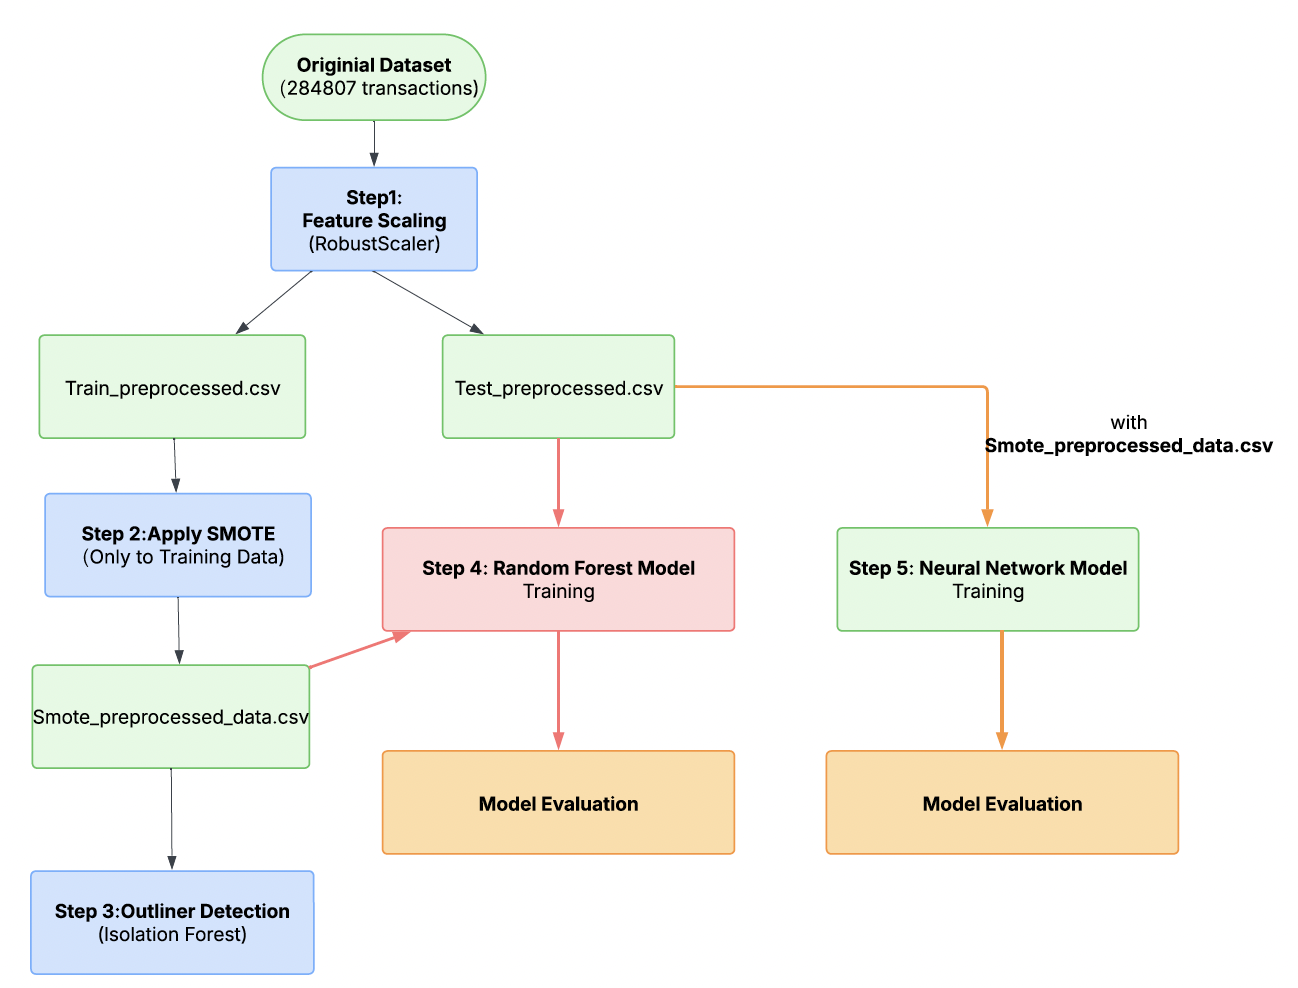 Originial Dataset
(284807 transactions)
Step1:
Feature Scaling
(RobustScaler)
Train_preprocessed.csv
Test_preprocessed.csv
with
Smote_preprocessed_data.csv
Step 2:Apply SMOTE
(Only to Training Data)
Step 4: Random Forest Model
Training
Step 5: Neural Network Model
Training
Smote_preprocessed_data.csv
Model Evaluation
Model Evaluation
Step 3:Outliner Detection
(Isolation Forest)